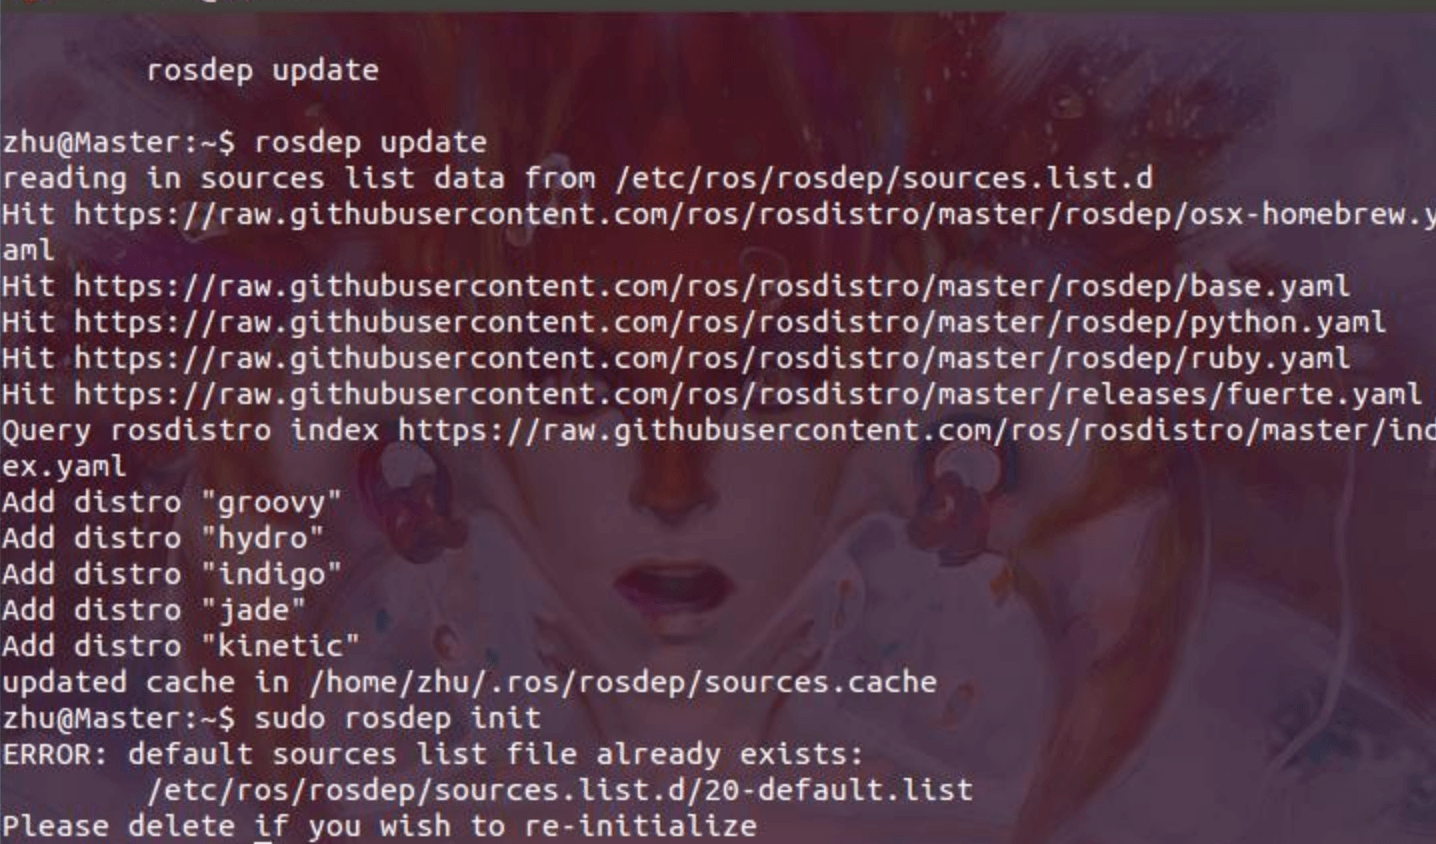 rosdep update
zhu@Master:~$ rosdep update
reading in sources list data from /etc/ros/rosdep/sources.list.d
Hit https://raw.githubusercontent.com/ros/rosdistro/master/rosdep/osx-homebrew.y
aml
Hit https://raw.githubusercontent.com/ros/rosdistro/master/rosdep/base.yaml
Hit https://raw.githubusercontent.com/ros/rosdistro/master/rosdep/python.yaml
Hit https://raw.githubusercontent.com/ros/rosdistro/master/rosdep/ruby.yaml
Hit https://raw.githubusercontent.com/ros/rosdistro/master/releases/fuerte.yaml
Query rosdistro index https://raw.githubusercontent.com/ros/rosdistro/master/ind
ex.yaml
Add distro "groovy"
Add distro "hydro"
Add distro "indigo"
Add distro "jade"
Add distro "kinetic"
updated cache in /home/zhu/.ros/rosdep/sources.cache
zhu@Master:~$ sudo rosdep init
ERROR: default sources list file already exists:
/etc/ros/rosdep/sources.list.d/20-default.list
Please delete if you wish to re-initialize